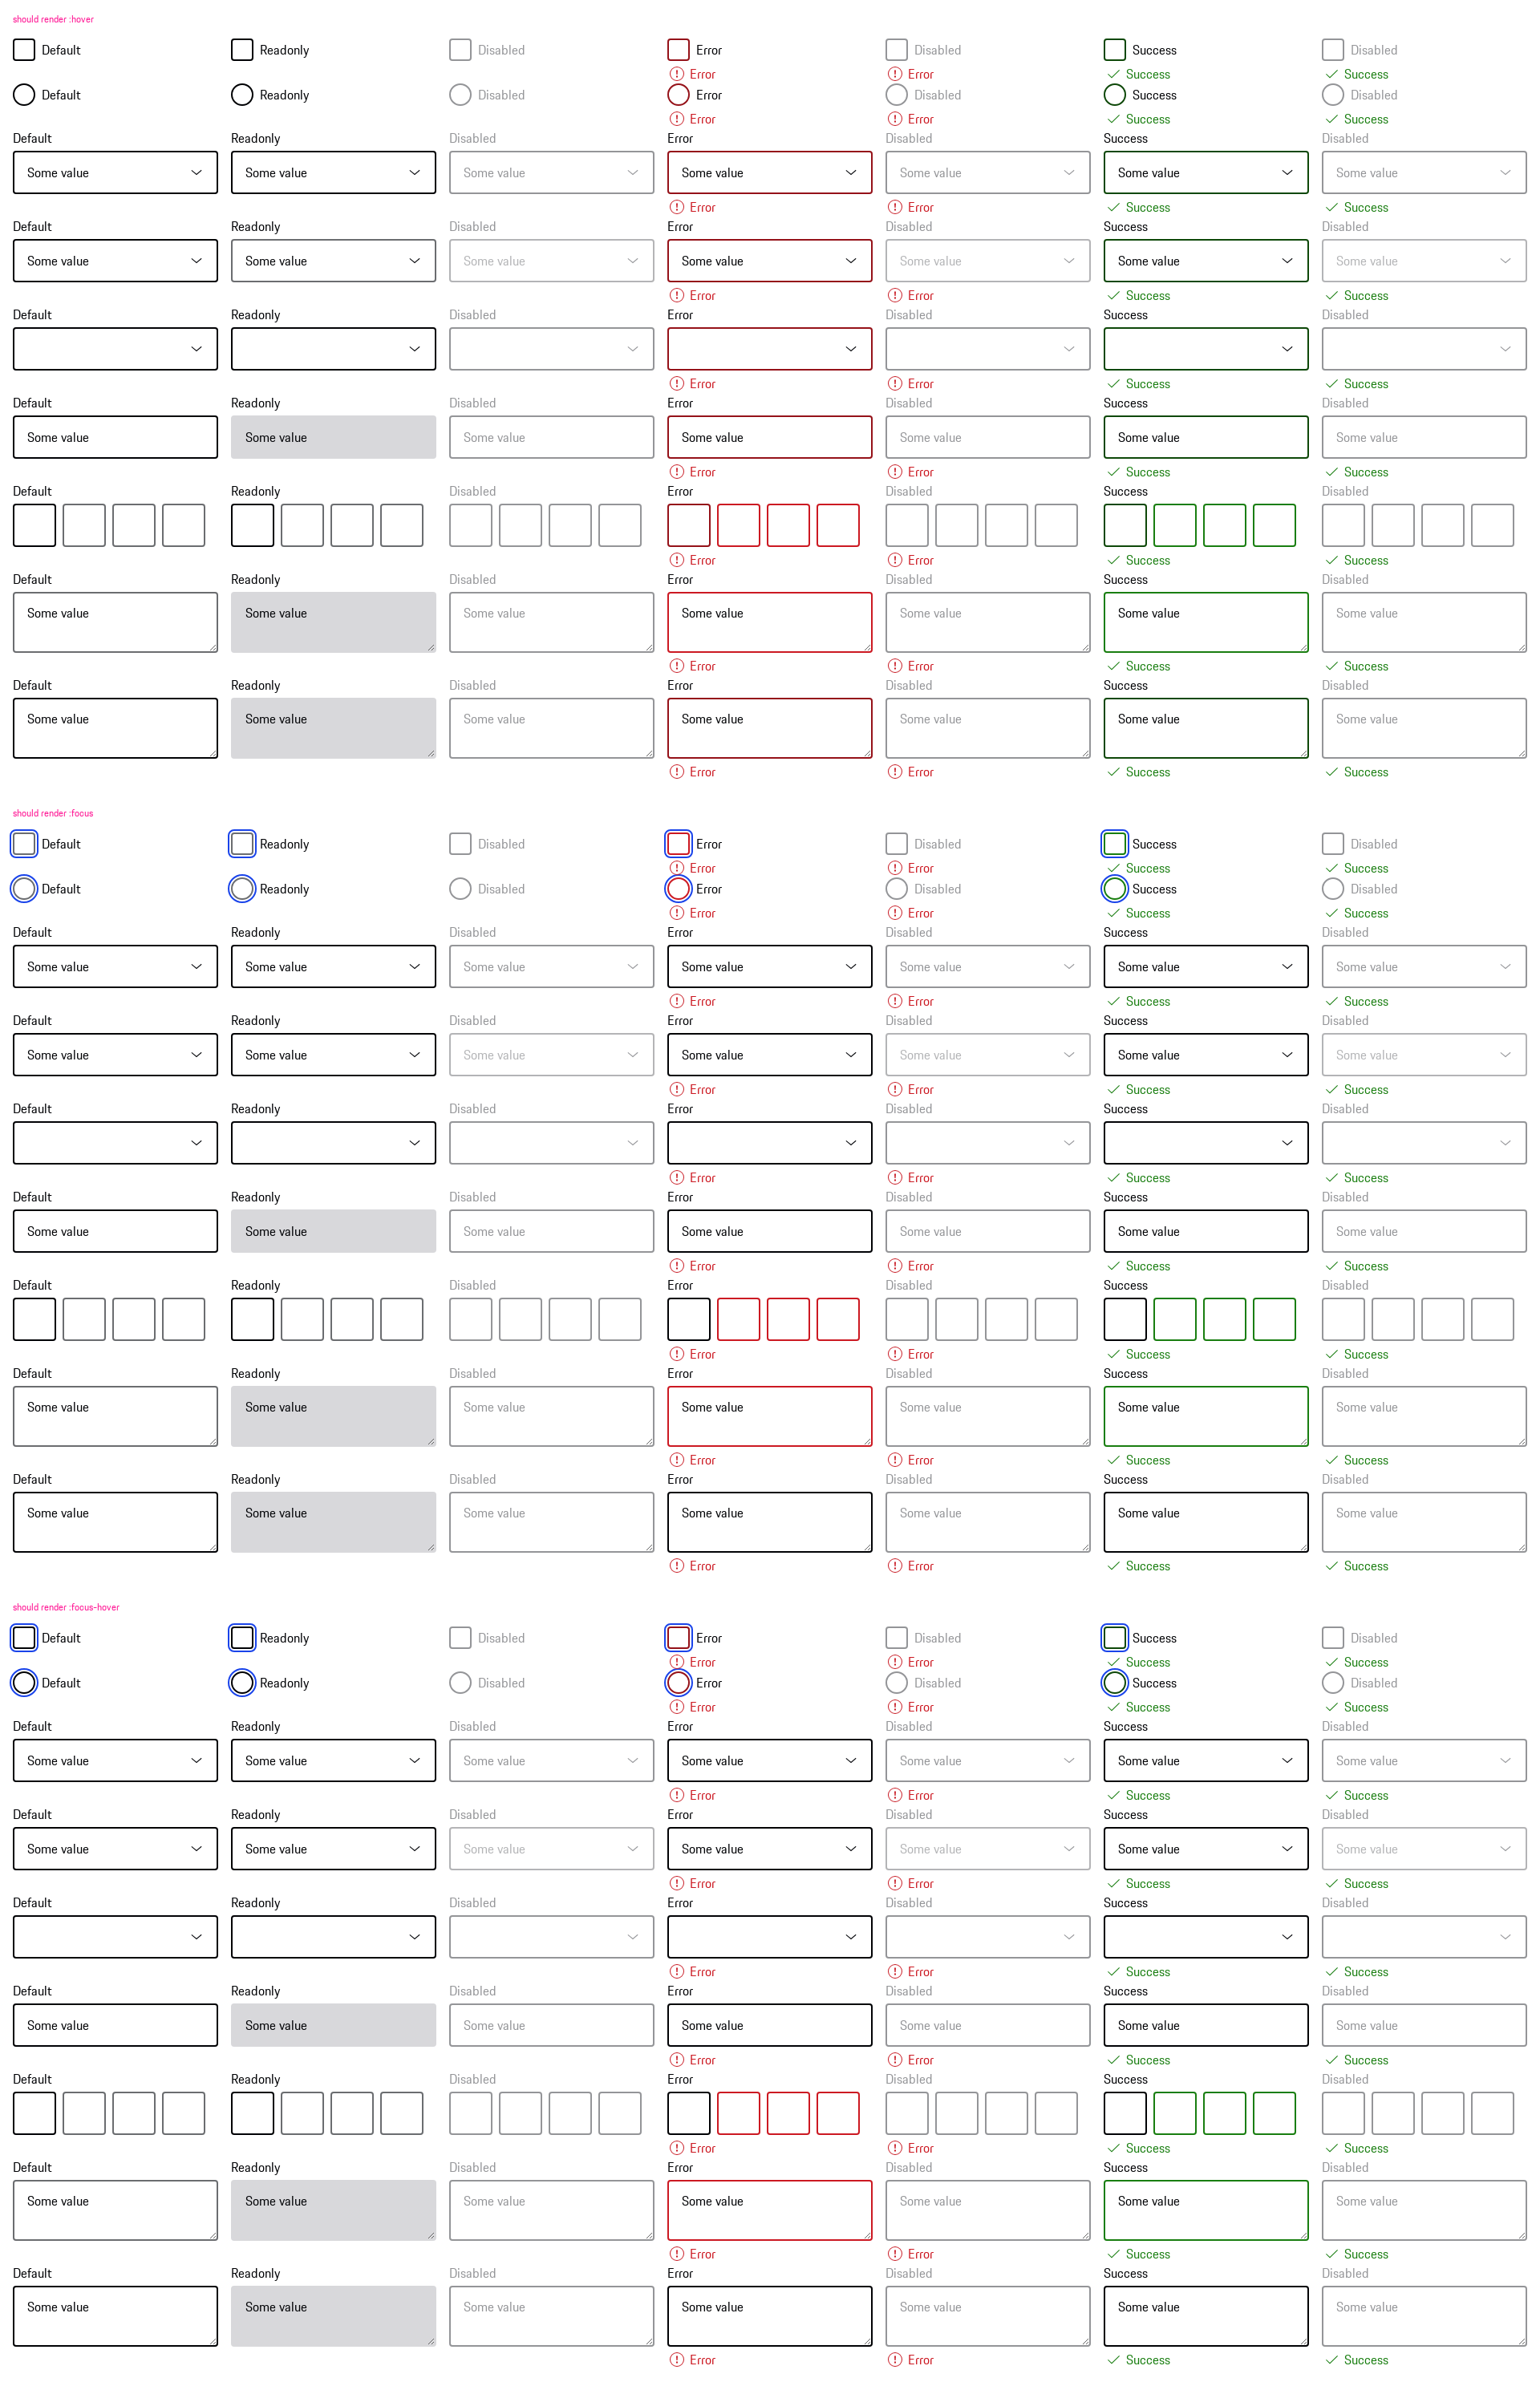 should render :hover
Default Readonly Disabled Error Disabled Success Disabled
Error Error Success Success
Default Readonly Disabled Error Disabled Success Disabled
Error Error Success Success
Default Readonly Disabled Error Disabled Success Disabled
Some value Some value Some value Some value Some value Some value Some value
Error Error Success Success
Default Readonly Disabled Error Disabled Success Disabled
Some value Some value Some value Some value Some value Some value Some value
Error Error Success Success
Default Readonly Disabled Error Disabled Success Disabled
Error Error Success Success
Default Readonly Disabled Error Disabled Success Disabled
Some value Some value Some value Some value Some value Some value Some value
Error Error Success Success
Default Readonly Disabled Error Disabled Success Disabled
Error Error Success Success
Default Readonly Disabled Error Disabled Success Disabled
Some value Some value Some value Some value Some value Some value Some value
Error Error Success Success
Default Readonly Disabled Error Disabled Success Disabled
Some value Some value Some value Some value Some value Some value Some value
Error Error Success Success
should render :focus
Default Readonly Disabled Error Disabled Success Disabled
Error Error Success Success
Default Readonly Disabled Error Disabled Success Disabled
Error Error Success Success
Default Readonly Disabled Error Disabled Success Disabled
Some value Some value Some value Some value Some value Some value Some value
Error Error Success Success
Default Readonly Disabled Error Disabled Success Disabled
Some value Some value Some value Some value Some value Some value Some value
Error Error Success Success
Default Readonly Disabled Error Disabled Success Disabled
Error Error Success Success
Default Readonly Disabled Error Disabled Success Disabled
Some value Some value Some value Some value Some value Some value Some value
Error Error Success Success
Default Readonly Disabled Error Disabled Success Disabled
Error Error Success Success
Default Readonly Disabled Error Disabled Success Disabled
Some value Some value Some value Some value Some value Some value Some value
Error Error Success Success
Default Readonly Disabled Error Disabled Success Disabled
Some value Some value Some value Some value Some value Some value Some value
Error Error Success Success
should render :focus-hover
Default Readonly Disabled Error Disabled Success Disabled
Error Error Success Success
Default Readonly Disabled Error Disabled Success Disabled
Error Error Success Success
Default Readonly Disabled Error Disabled Success Disabled
Some value Some value Some value Some value Some value Some value Some value
Error Error Success Success
Default Readonly Disabled Error Disabled Success Disabled
Some value Some value Some value Some value Some value Some value Some value
Error Error Success Success
Default Readonly Disabled Error Disabled Success Disabled
Error Error Success Success
Default Readonly Disabled Error Disabled Success Disabled
Some value Some value Some value Some value Some value Some value Some value
Error Error Success Success
Default Readonly Disabled Error Disabled Success Disabled
Error Error Success Success
Default Readonly Disabled Error Disabled Success Disabled
Some value Some value Some value Some value Some value Some value Some value
Error Error Success Success
Default Readonly Disabled Error Disabled Success Disabled
Some value Some value Some value Some value Some value Some value Some value
Error Error Success Success